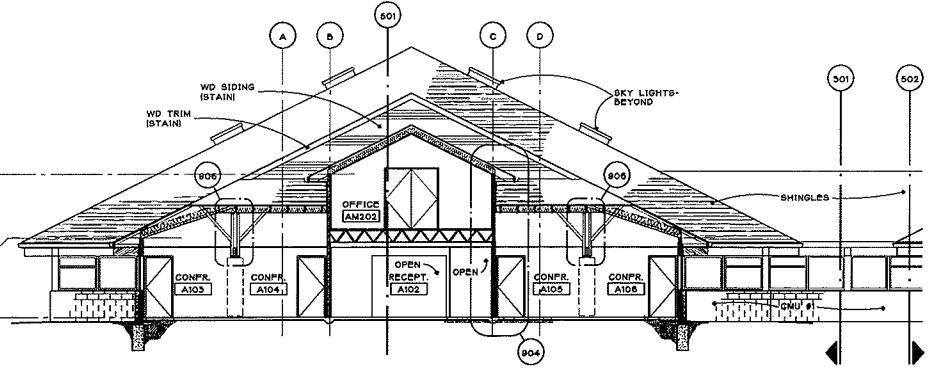 501
A
B
C
D
301
502
WD SIDING
(STAIN)
SKY LIGHTS-
BEYOND
WD TRIM
(STAIN)
906
906
SHINGLES
OFFICE
AM202
CONFR.
A103
CONFR.
A104
OPEN
RECEPT.
A102
OPEN
CONFR.
A105
CONFR.
A106
CMU #1
904